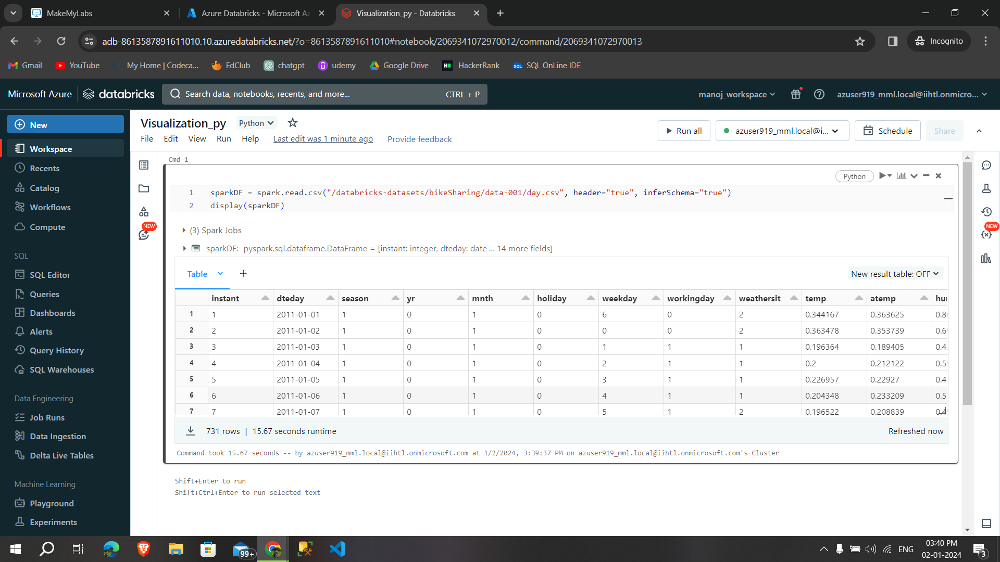 MakeMyLabs
Azure Databricks - Microsoft Az
Visualization_py - Databricks
adb-8613587891611010.10.azuredatabricks.net/?o=8613587891611010#notebook/2069341072970012/command/2069341072970013
Incognito
Gmail
YouTube
My Home | Codeca...
EdClub
chatgpt
udemy
Google Drive
HackerRank
SQL OnLine IDE
Microsoft Azure
databricks
Search data, notebooks, recents, and more...
CTRL + P
manoj_workspace
azuser919_mml.local@iihtl.onmicro...
New
Workspace
Recents
Catalog
Workflows
Compute
SQL
SQL Editor
Queries
Dashboards
Alerts
Query History
SQL Warehouses
Data Engineering
Job Runs
Data Ingestion
Delta Live Tables
Machine Learning
Playground
Experiments
Visualization_py
Python
File Edit View Run Help
Last edit was 1 minute ago
Provide feedback
Run all
azuser919_mml.local@i...
Schedule
Share
NEW
NEW
Cmd 1
Python
1 sparkDF = spark.read.csv("/databricks-datasets/bikeSharing/data-001/day.csv", header="true", inferSchema="true")
2 display(sparkDF)
(3) Spark Jobs
sparkDF: pyspark.sql.dataframe.DataFrame = [instant: integer, dteday: date ... 14 more fields]
Table
+
New result table: OFF
instant dteday season yr mnth holiday weekday workingday weathersit temp atemp hu
1 1 2011-01-01 1 0 1 0 6 0 2 0.344167 0.363625 0.8
2 2 2011-01-02 1 0 1 0 0 0 2 0.363478 0.353739 0.6
3 3 2011-01-03 1 0 1 0 1 1 1 0.196364 0.189405 0.4
4 4 2011-01-04 1 0 1 0 2 1 1 0.2 0.212122 0.5
5 5 2011-01-05 1 0 1 0 3 1 1 0.226957 0.22927 0.4
6 6 2011-01-06 1 0 1 0 4 1 1 0.204348 0.233209 0.5
7 7 2011-01-07 1 0 1 0 5 1 2 0.196522 0.208839 0.4
731 rows | 15.67 seconds runtime
Refreshed now
Command took 15.67 seconds -- by azuser919_mml.local@iihtl.onmicrosoft.com at 1/2/2024, 3:39:37 PM on azuser919_mml.local@iihtl.onmicrosoft.com's Cluster
Shift+Enter to run
Shift+Ctrl+Enter to run selected text
99+
ENG
03:40 PM
02-01-2024
3